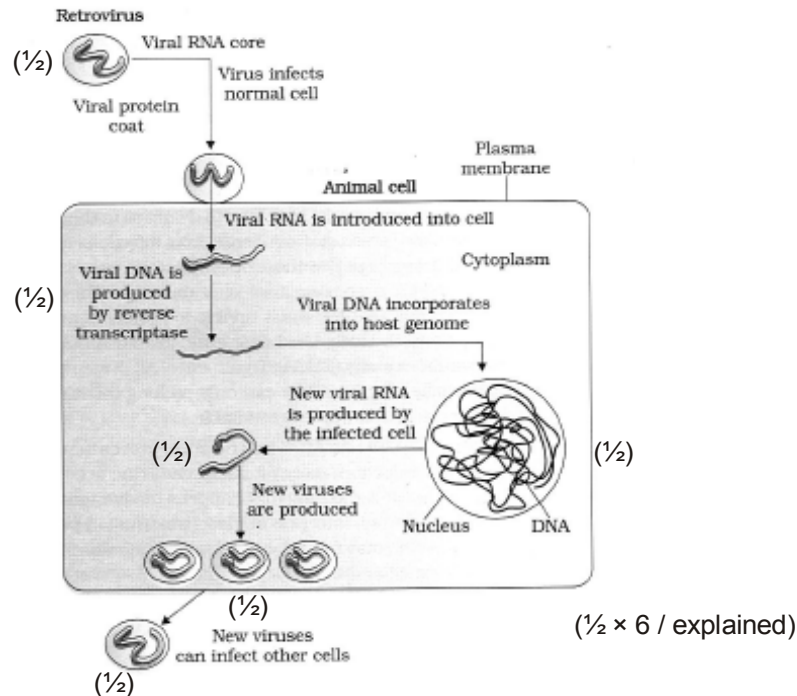 Retrovirus
(½)
Viral RNA core
Virus infects
normal cell
Viral protein
coat
Plasma
membrane
Animal cell
Viral RNA is introduced into cell
Cytoplasm
(½)
Viral DNA is
produced
by reverse
transcriptase
Viral DNA incorporates
into host genome
New viral RNA
is produced by
the infected cell
(½)
(½)
New viruses
are produced
Nucleus
DNA
(½)
(½ × 6 / explained)
New viruses
can infect other cells
(½)